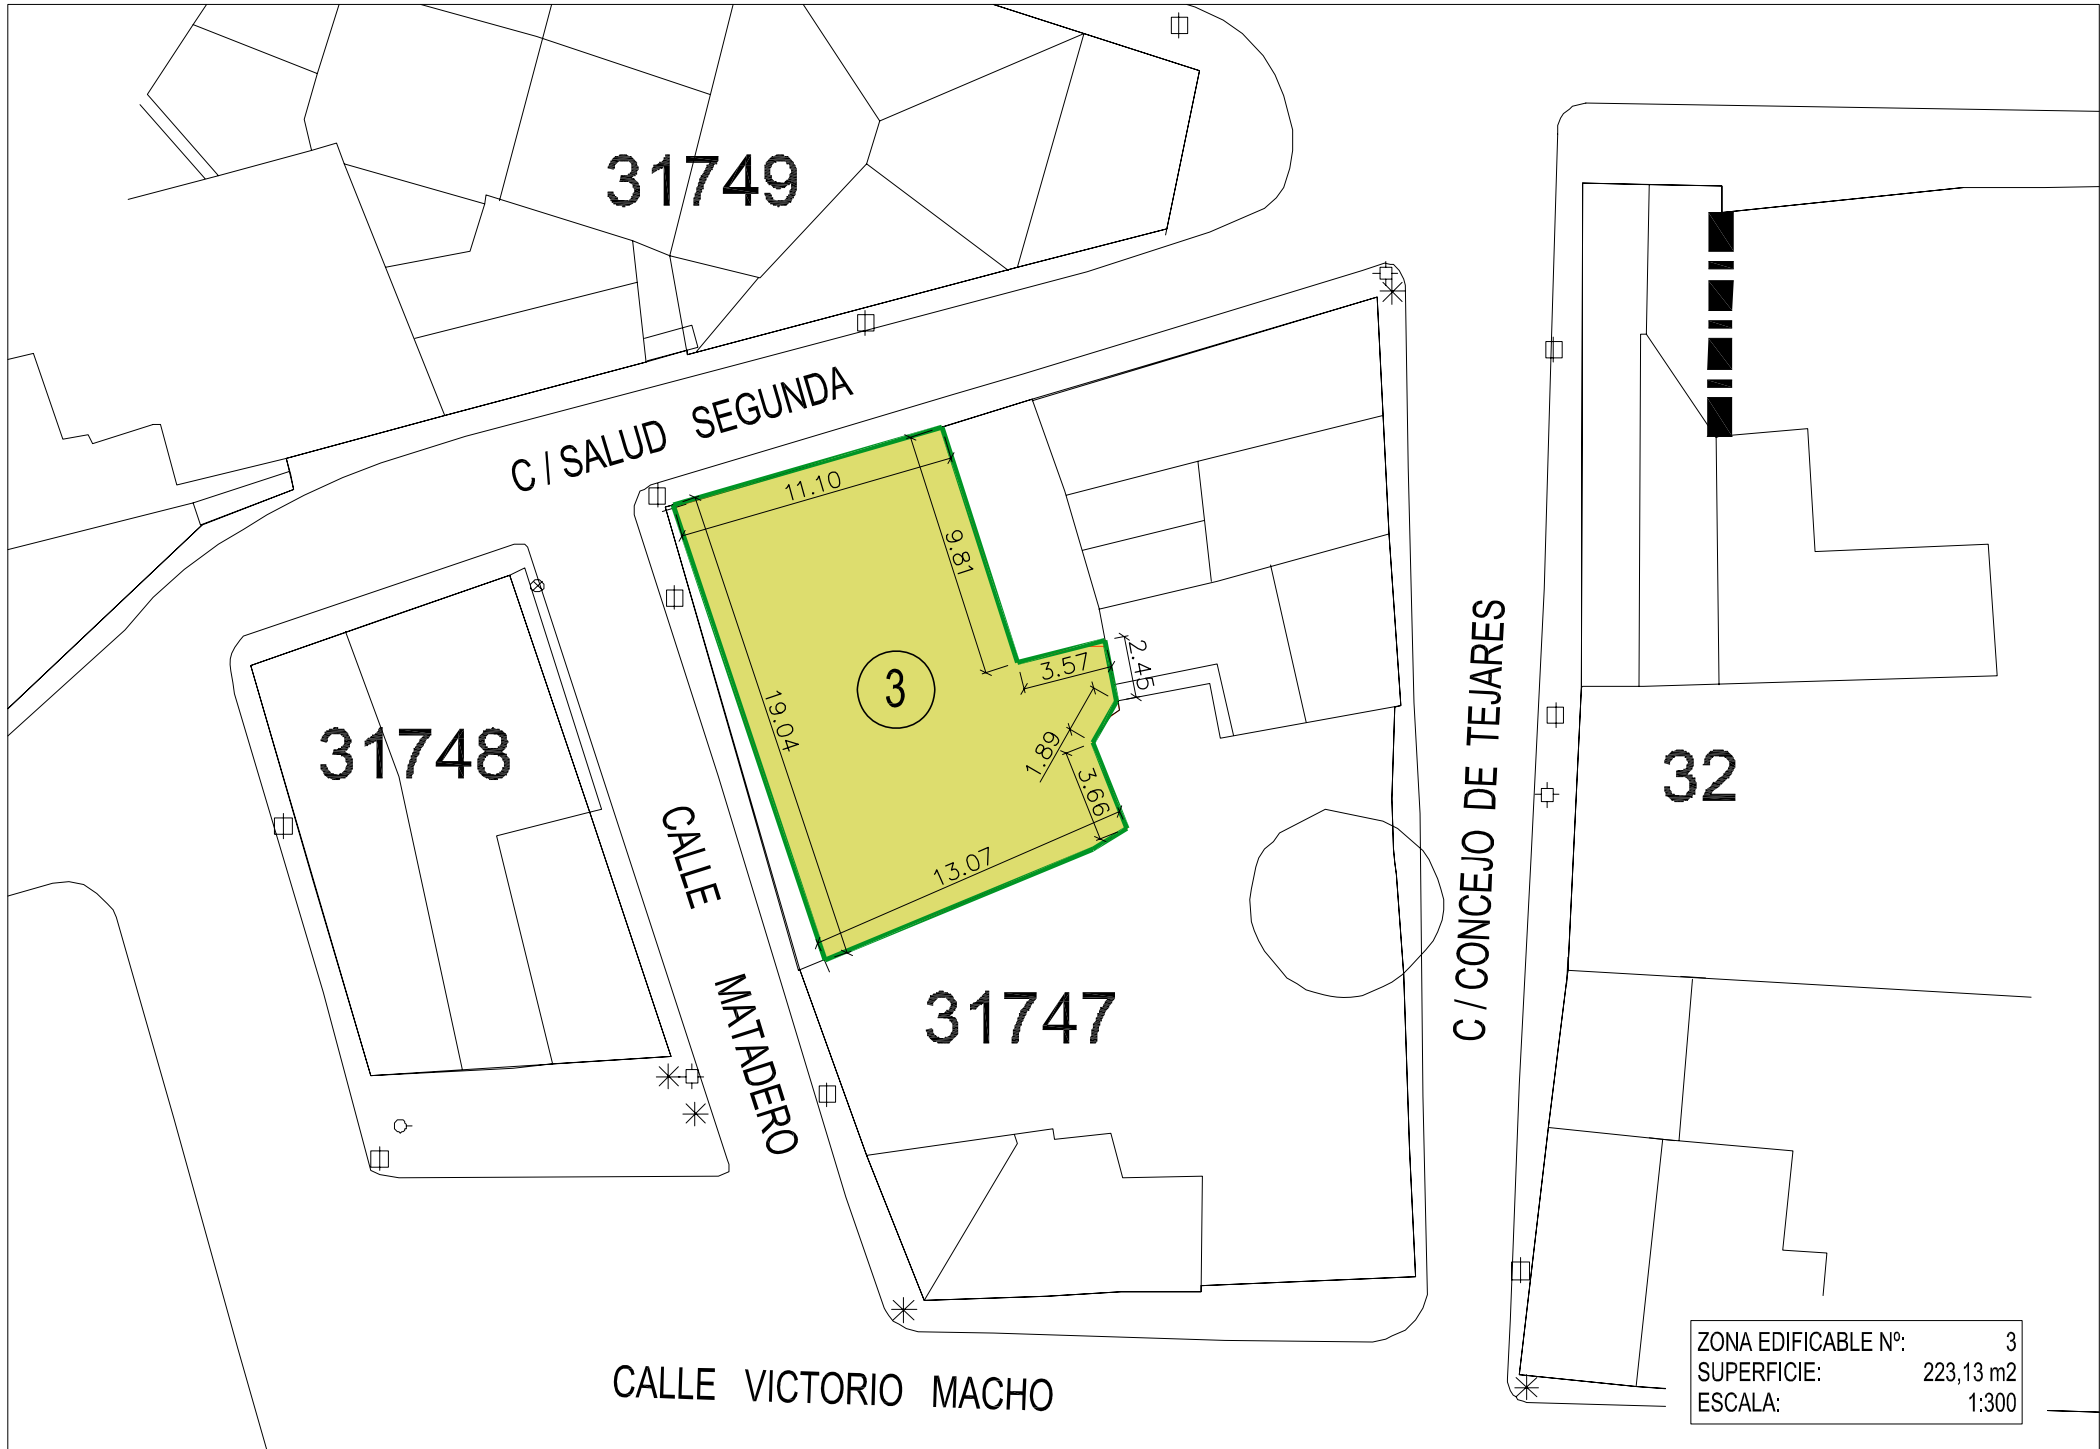 31749
C / SALUD SEGUNDA
11.10
9.81
2.45
3.57
3
19.04
1.89
3.66
13.07
31748
CALLE MATADERO
31747
C / CONCEJO DE TEJARES
32
CALLE VICTORIO MACHO
ZONA EDIFICABLE Nº: 3
SUPERFICIE: 223,13 m2
ESCALA: 1:300